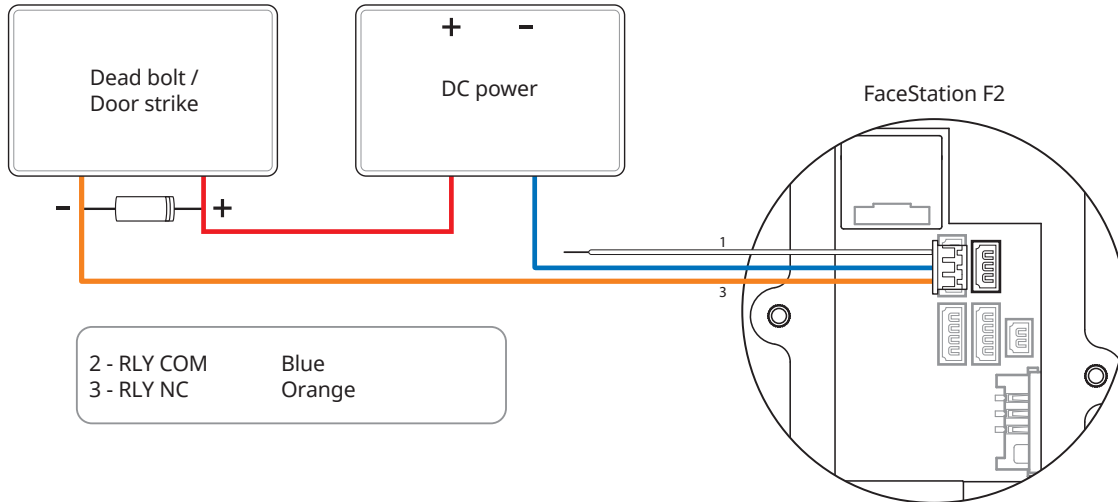 + -
Dead bolt /
Door strike
DC power
FaceStation F2
- +
1
3
2 - RLY COM Blue
3 - RLY NC Orange